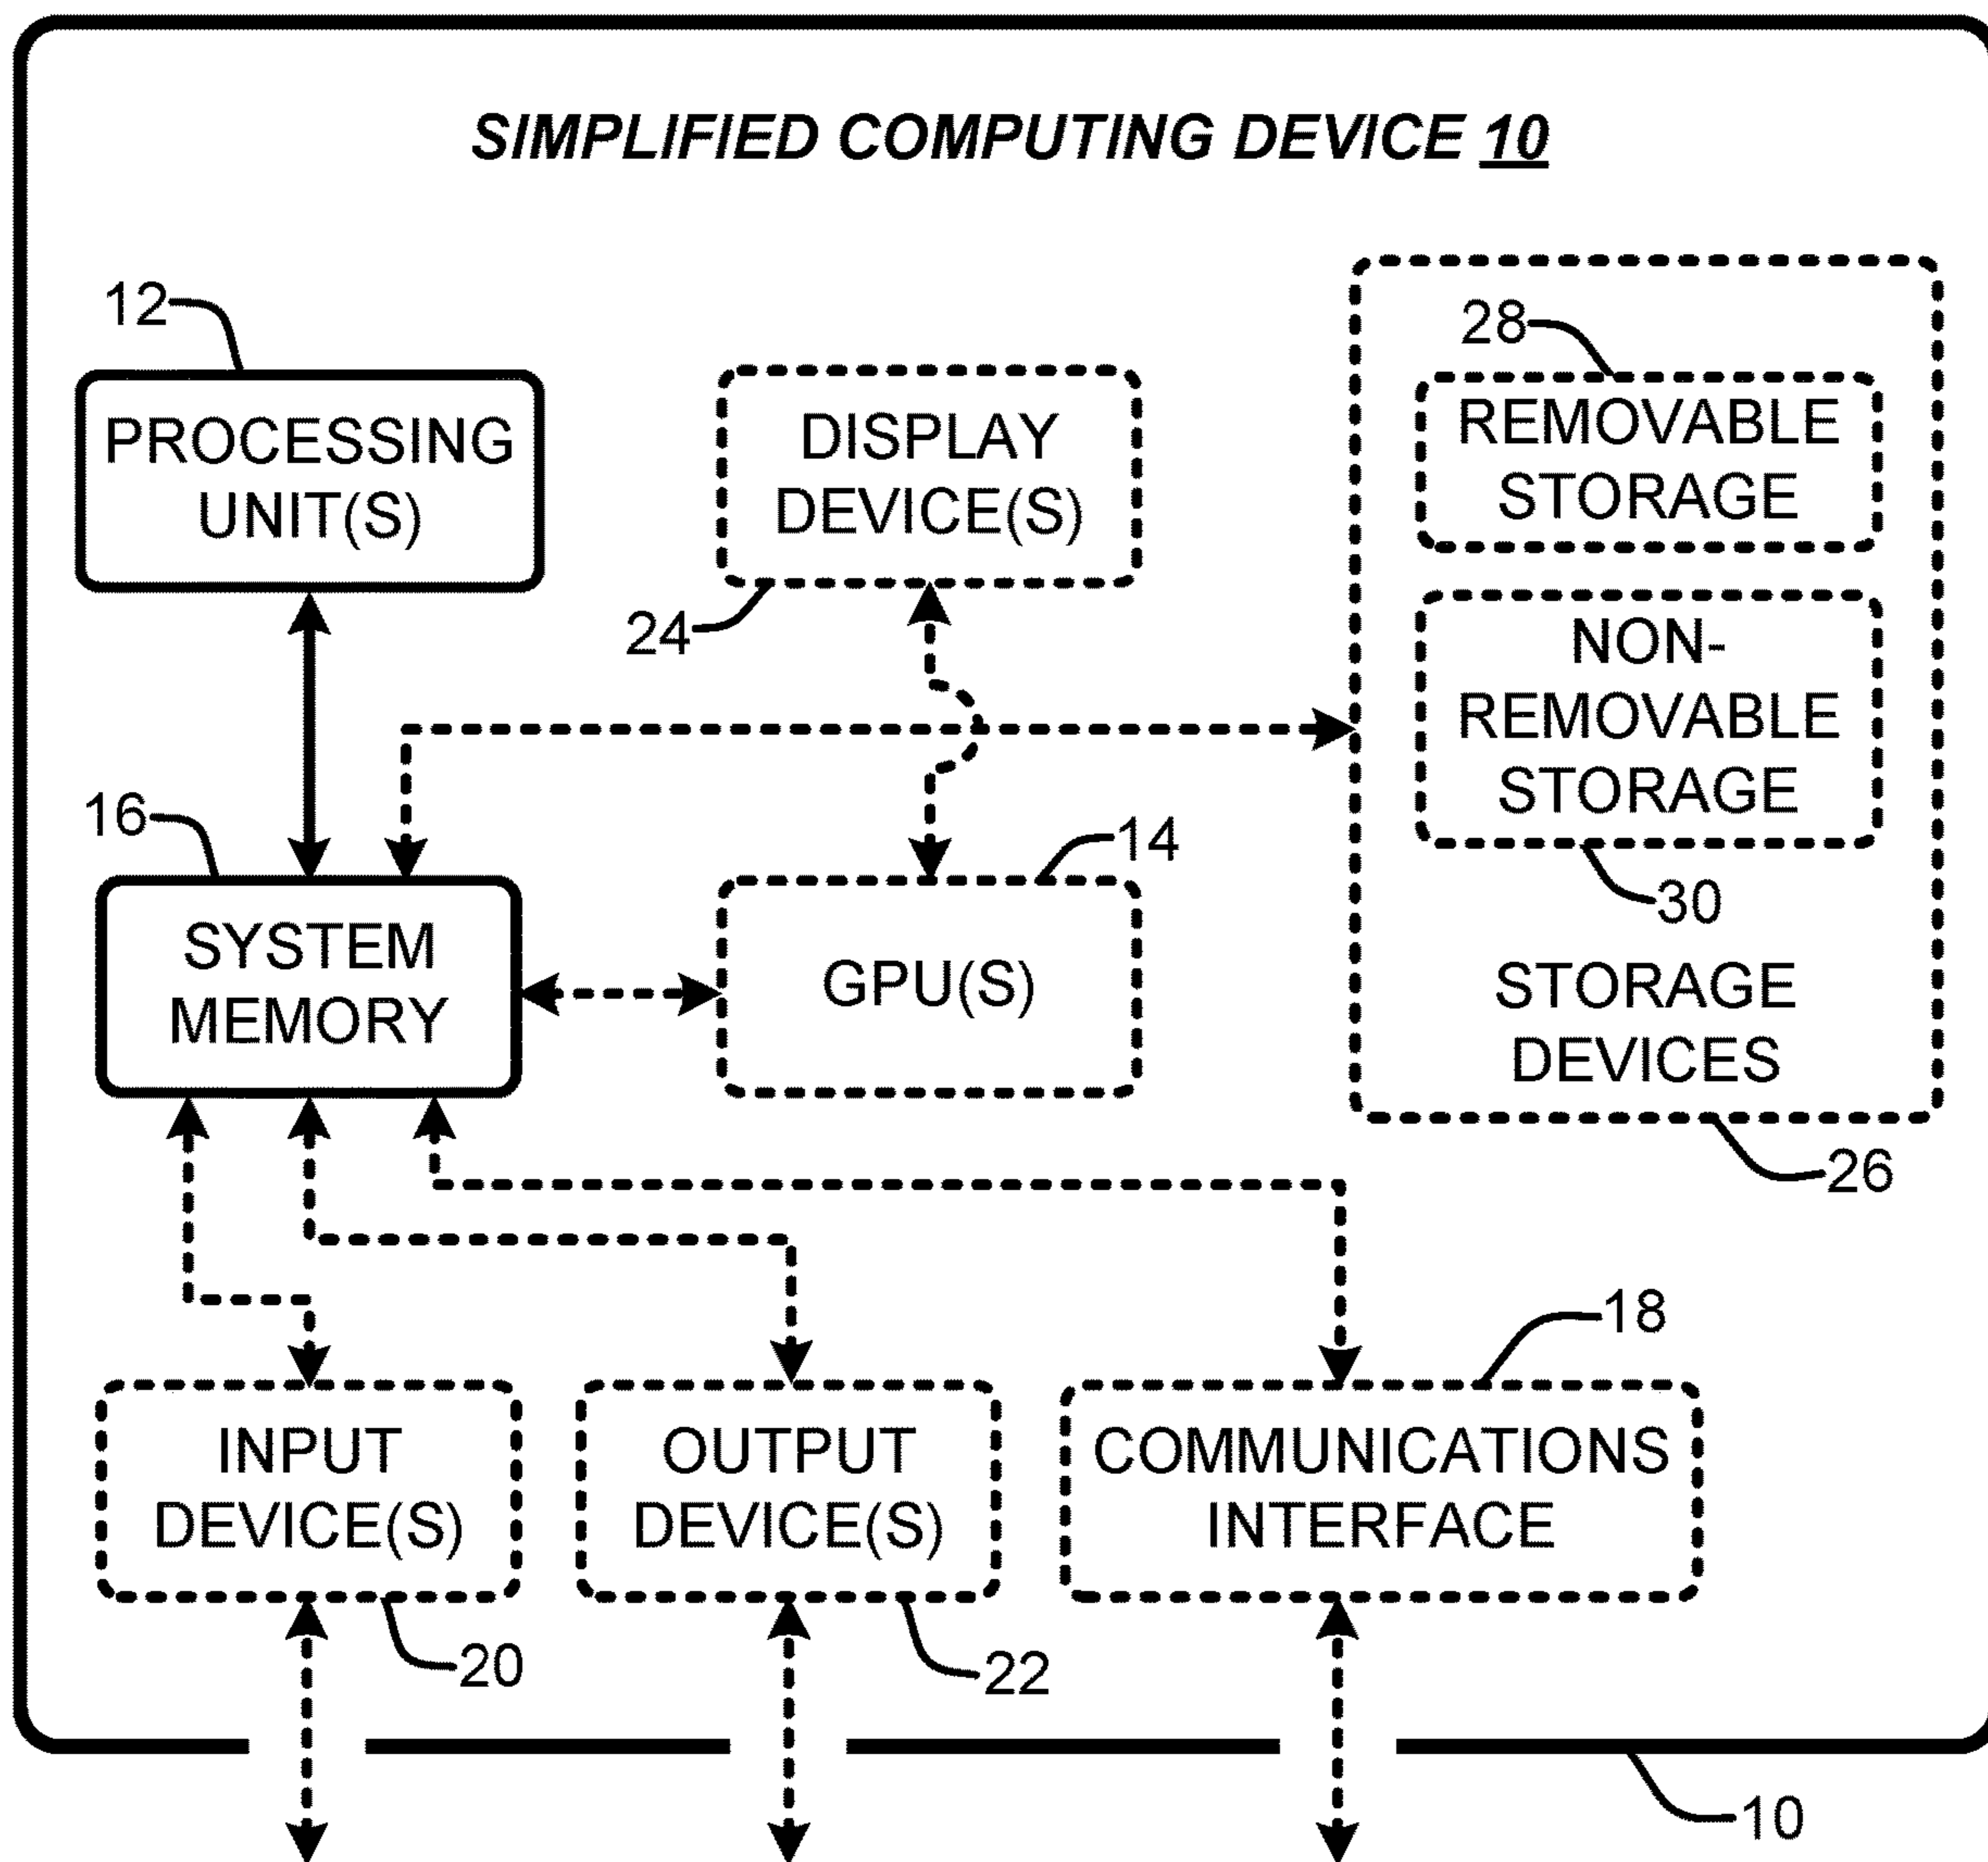 SIMPLIFIED COMPUTING DEVICE 10
12
PROCESSING
UNIT(S)
DISPLAY
DEVICE(S)
24
28
REMOVABLE
STORAGE
NON-
REMOVABLE
STORAGE
30
STORAGE
DEVICES
26
16
SYSTEM
MEMORY
14
GPU(S)
18
INPUT
DEVICE(S)
20
OUTPUT
DEVICE(S)
22
COMMUNICATIONS
INTERFACE
10